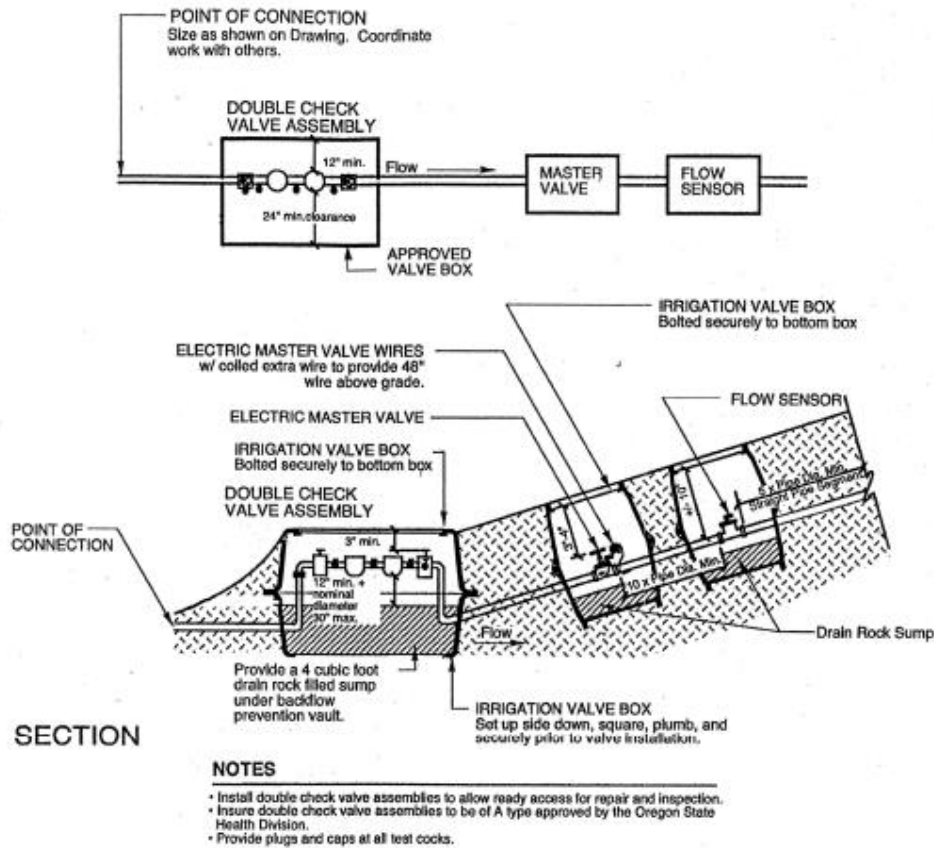 POINT OF CONNECTION
Size as shown on Drawing. Coordinate
work with others.
DOUBLE CHECK
VALVE ASSEMBLY
12" min.
Flow
MASTER
VALVE
FLOW
SENSOR
24" min.clearance
APPROVED
VALVE BOX
IRRIGATION VALVE BOX
Bolted securely to bottom box
ELECTRIC MASTER VALVE WIRES
w/ coiled extra wire to provide 48"
wire above grade.
FLOW SENSOR
ELECTRIC MASTER VALVE
IRRIGATION VALVE BOX
Bolted securely to bottom box
DOUBLE CHECK
VALVE ASSEMBLY
5 x Pipe Dia. Min.
Straight Pipe Segment
POINT OF
CONNECTION
3" min.
10 x Pipe Dia. Min.
12" min. +
nominal
diameter
30" max.
Flow
Drain Rock Sump
Provide a 4 cubic foot
drain rock filled sump
under backflow
prevention vault.
IRRIGATION VALVE BOX
Set up side down, square, plumb, and
securely prior to valve installation.
SECTION
NOTES
• Install double check valve assemblies to allow ready access for repair and inspection.
• Insure double check valve assemblies to be of A type approved by the Oregon State
Health Division.
• Provide plugs and caps at all test cocks.